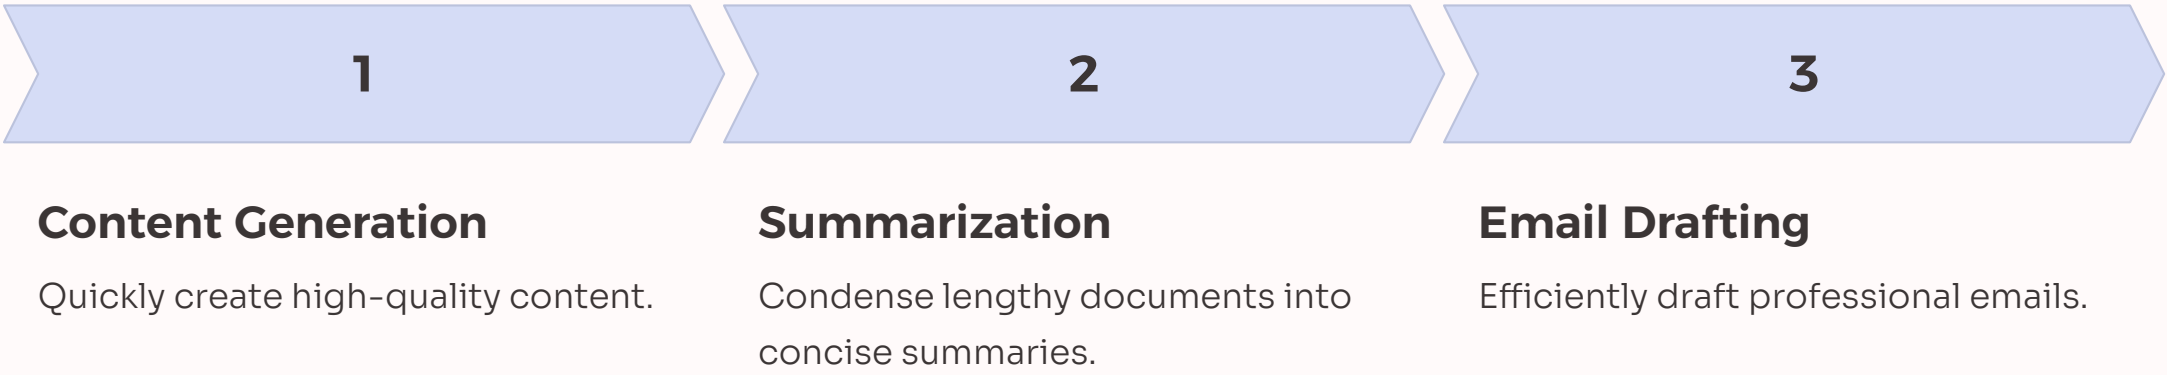 1
2
3
Content Generation
Quickly create high-quality content.
Summarization
Condense lengthy documents into
concise summaries.
Email Drafting
Efficiently draft professional emails.